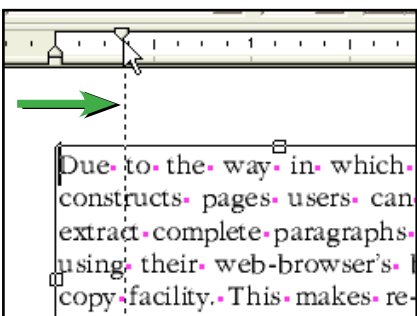 1
Due to the way in which
constructs pages users can
extract complete paragraphs
using their web-browser's
copy facility. This makes re-